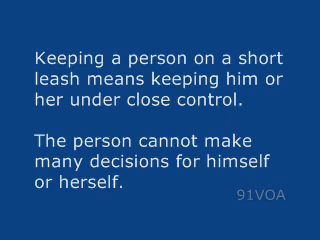 Keeping a person on a short
leash means keeping him or
her under close control.
The person cannot make
many decisions for himself
or herself.
91VOA